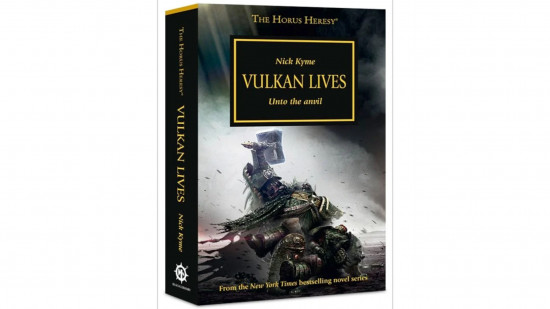 THE HORUS HERESY®
Nick Kyme
VULKAN LIVES
Unto the anvil
From the New York Times bestselling novel series
THE HORUS HERESY®
VULKAN LIVES
Nick Kyme